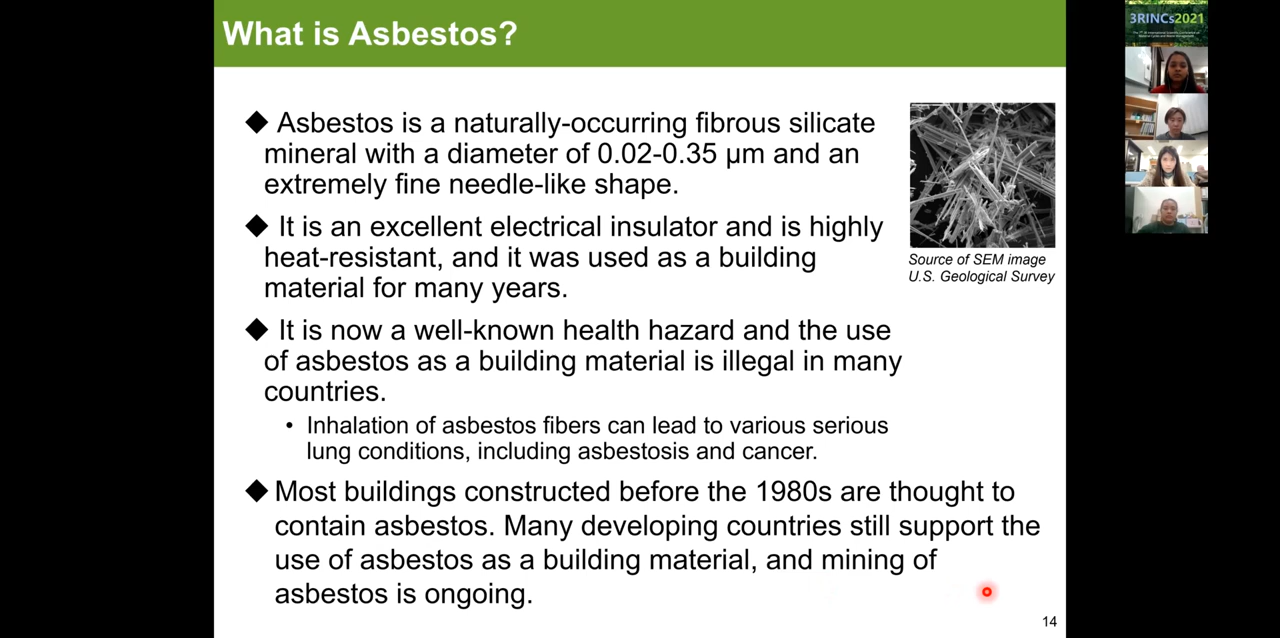 What is Asbestos?
◆ Asbestos is a naturally-occurring fibrous silicate
mineral with a diameter of 0.02-0.35 μm and an
extremely fine needle-like shape.
◆ It is an excellent electrical insulator and is highly
heat-resistant, and it was used as a building
material for many years.
◆ It is now a well-known health hazard and the use
of asbestos as a building material is illegal in many
countries.
• Inhalation of asbestos fibers can lead to various serious
lung conditions, including asbestosis and cancer.
◆ Most buildings constructed before the 1980s are thought to
contain asbestos. Many developing countries still support the
use of asbestos as a building material, and mining of
asbestos is ongoing.
Source of SEM image
U.S. Geological Survey
14
3RINCs2021